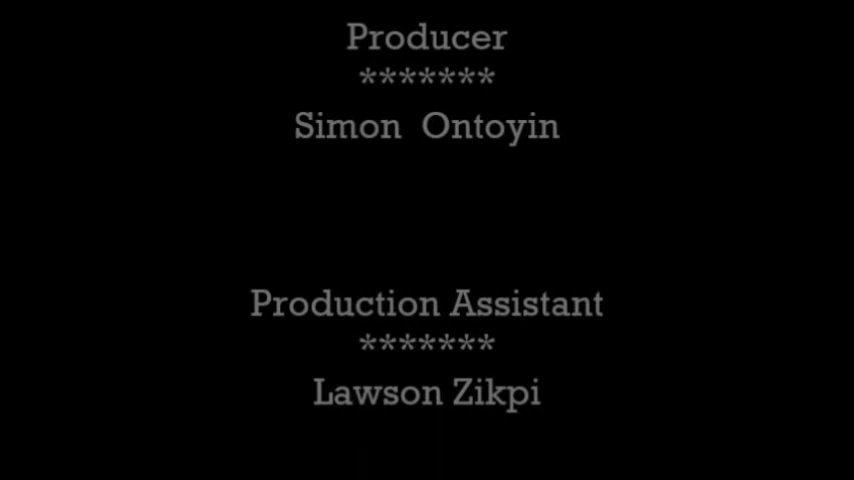 Producer
*******
Simon  Ontoyin
Production Assistant
*******
Lawson Zikpi